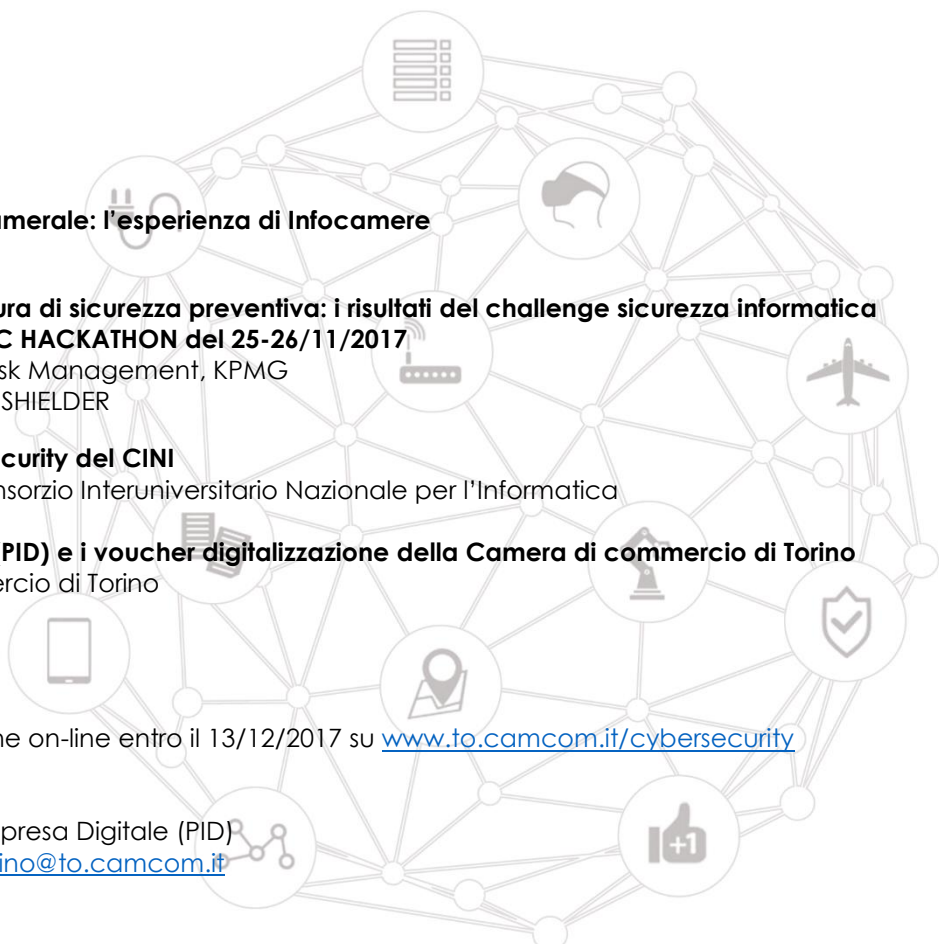 merale: l'esperienza di Infocamere
ura di sicurezza preventiva: i risultati del challenge sicurezza informatica
C HACKATHON del 25-26/11/2017
sk Management, KPMG
SHIELDER
curity del CINI
nsorzio Interuniversitario Nazionale per l'Informatica
PID) e i voucher digitalizzazione della Camera di commercio di Torino
ercio di Torino
ne on-line entro il 13/12/2017 su www.to.camcom.it/cybersecurity
presa Digitale (PID)
ino@to.camcom.it
+1